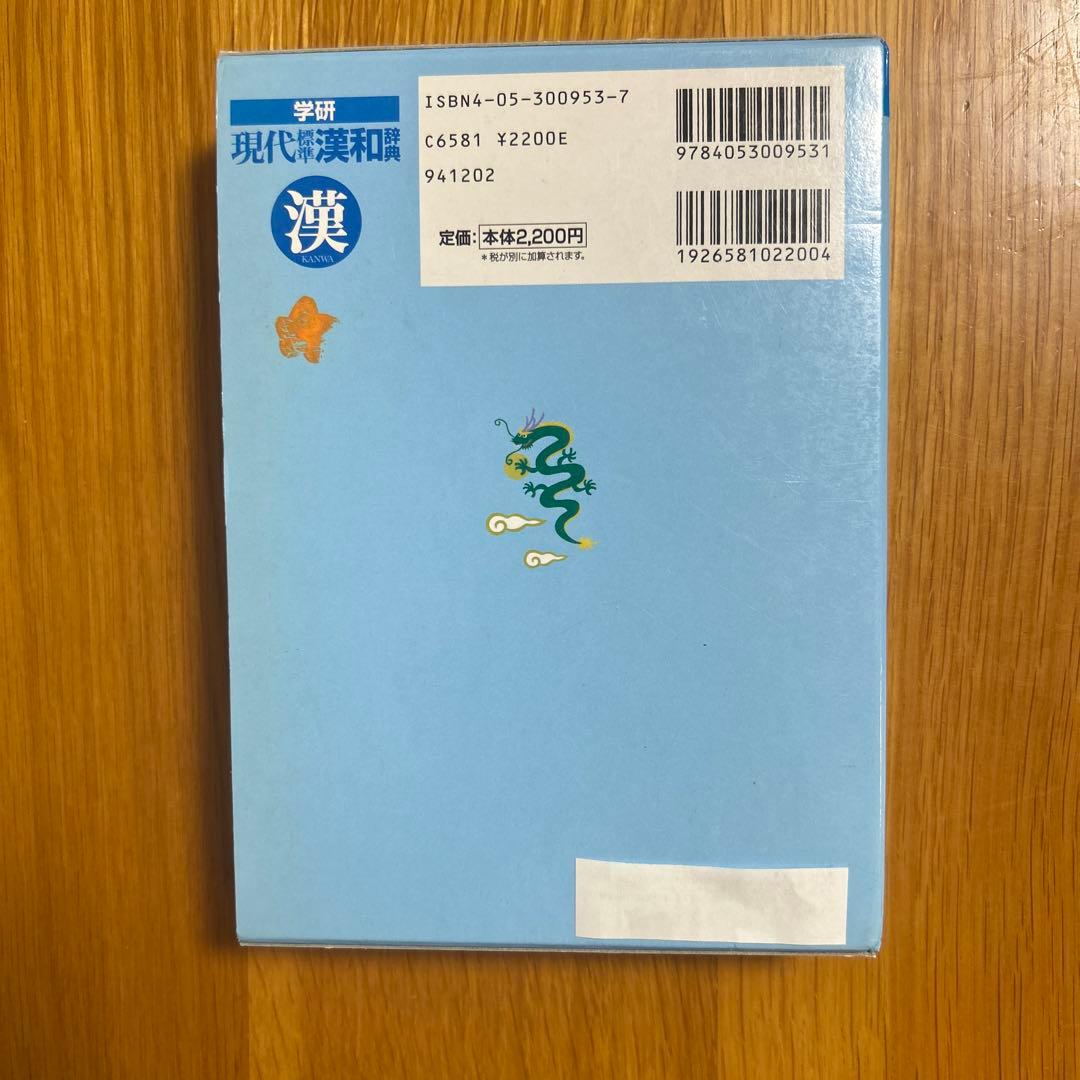 学研
現代標準漢和辞典
漢
KANWA
ISBN4-05-300953-7
C6581 ¥2200E
941202
定価：本体2,200円
＊税が別に加算されます。
9784053009531
1926581022004